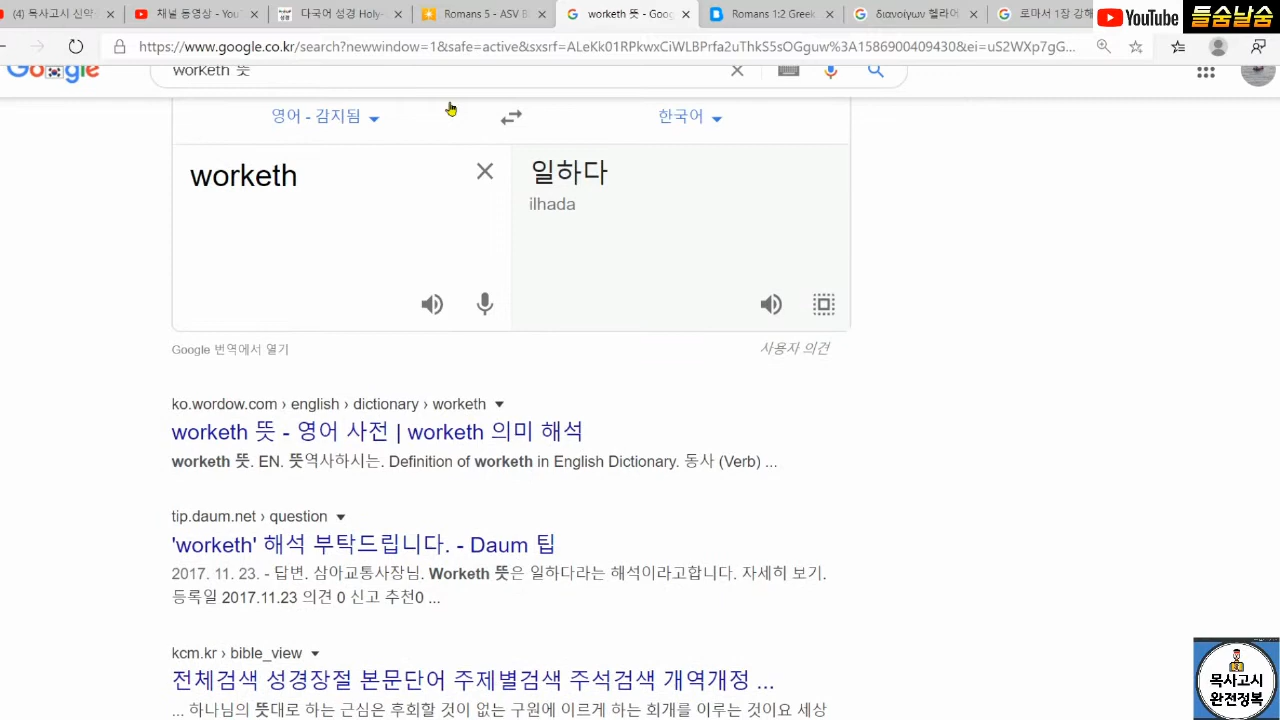 (4) 목사고시 신약
채널 동영상 - YouT
다국어 성경 Holy-
Romans 5
worketh 뜻 - Goo
Romans 5:2 Greek
διανοίγων 헬라어
로마서 1장 강해
YouTube
들숨날숨
https://www.google.co.kr/search?newwindow=1&safe=active&sxsrf=ALeKk01RPkwxCiWLBPrfa2uThkS5sOGguw%3A1586900409430&ei=uS2WXp7gG...
Google
worketh 뜻
영어 - 감지됨
한국어
worketh
일하다
ilhada
Google 번역에서 열기
사용자 의견
ko.wordow.com › english › dictionary › worketh
worketh 뜻 - 영어 사전 | worketh 의미 해석
worketh 뜻. EN. 뜻역사하시는. Definition of worketh in English Dictionary. 동사 (Verb) ...
tip.daum.net › question
'worketh' 해석 부탁드립니다. - Daum 팁
2017. 11. 23. - 답변. 삼아교통사장님. Worketh 뜻은 일하다라는 해석이라고합니다. 자세히 보기.
등록일 2017.11.23 의견 0 신고 추천0 ...
kcm.kr › bible_view
전체검색 성경장절 본문단어 주제별검색 주석검색 개역개정 ...
... 하나님의 뜻대로 하는 근심은 후회할 것이 없는 구원에 이르게 하는 회개를 이루는 것이요 세상
목사고시
완전정복